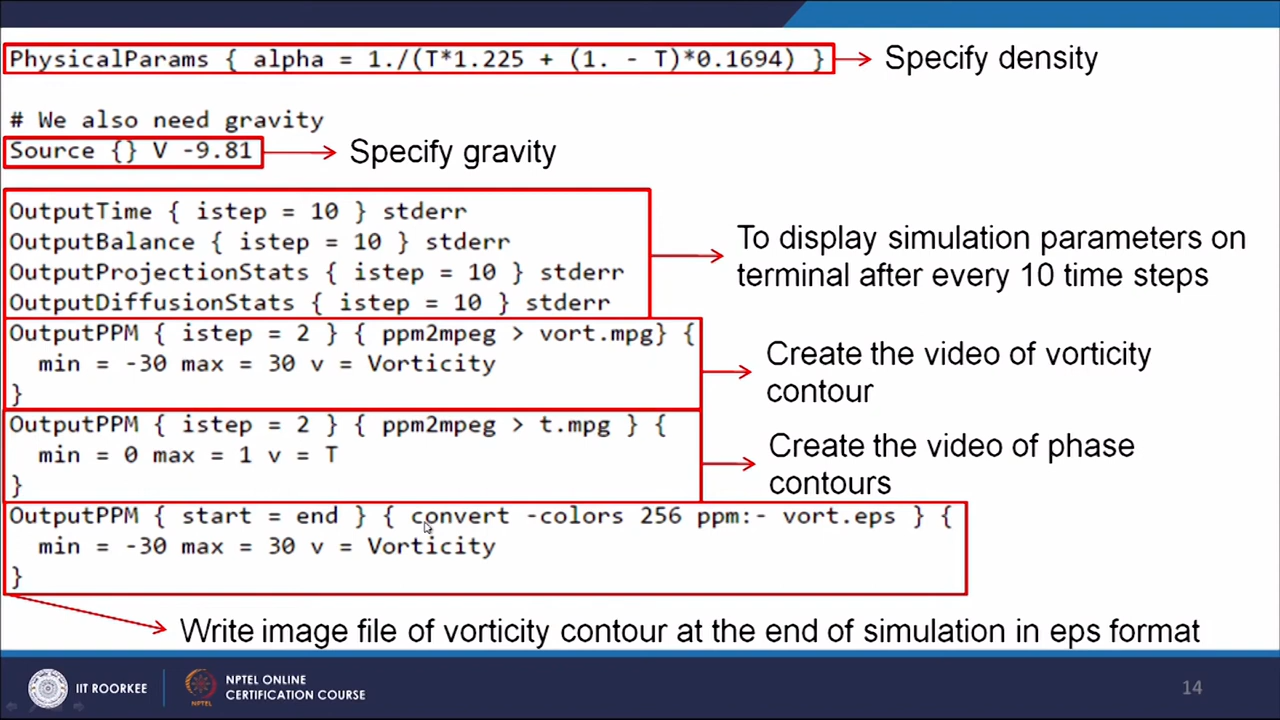 PhysicalParams { alpha = 1./(T*1.225 + (1. - T)*0.1694) }
Specify density
# We also need gravity
Source {} V -9.81
Specify gravity
OutputTime { istep = 10 } stderr
OutputBalance { istep = 10 } stderr
OutputProjectionStats { istep = 10 } stderr
OutputDiffusionStats { istep = 10 } stderr
To display simulation parameters on
terminal after every 10 time steps
OutputPPM { istep = 2 } { ppm2mpeg > vort.mpg} {
min = -30 max = 30 v = Vorticity
}
Create the video of vorticity
contour
OutputPPM { istep = 2 } { ppm2mpeg > t.mpg } {
min = 0 max = 1 v = T
}
Create the video of phase
contours
OutputPPM { start = end } { convert -colors 256 ppm:- vort.eps } {
min = -30 max = 30 v = Vorticity
}
Write image file of vorticity contour at the end of simulation in eps format
IIT ROORKEE
NPTEL
NPTEL ONLINE
CERTIFICATION COURSE
14